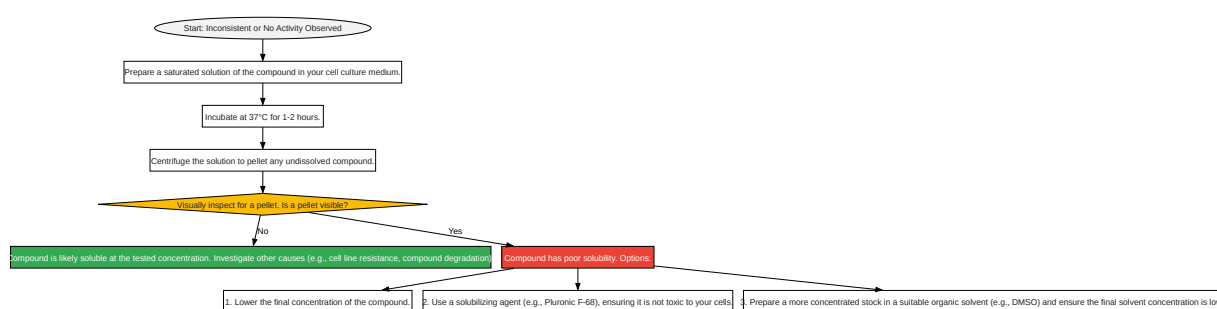 Start: Inconsistent or No Activity Observed
Prepare a saturated solution of the compound in your cell culture medium.
Incubate at 37°C for 1-2 hours.
Centrifuge the solution to pellet any undissolved compound.
Visually inspect for a pellet. Is a pellet visible?
No
Yes
Compound is likely soluble at the tested concentration. Investigate other causes (e.g., cell line resistance, compound degradation)
Compound has poor solubility. Options:
1. Lower the final concentration of the compound.
2. Use a solubilizing agent (e.g., Pluronic F-68), ensuring it is not toxic to your cells.
3. Prepare a more concentrated stock in a suitable organic solvent (e.g., DMSO) and ensure the final solvent concentration is